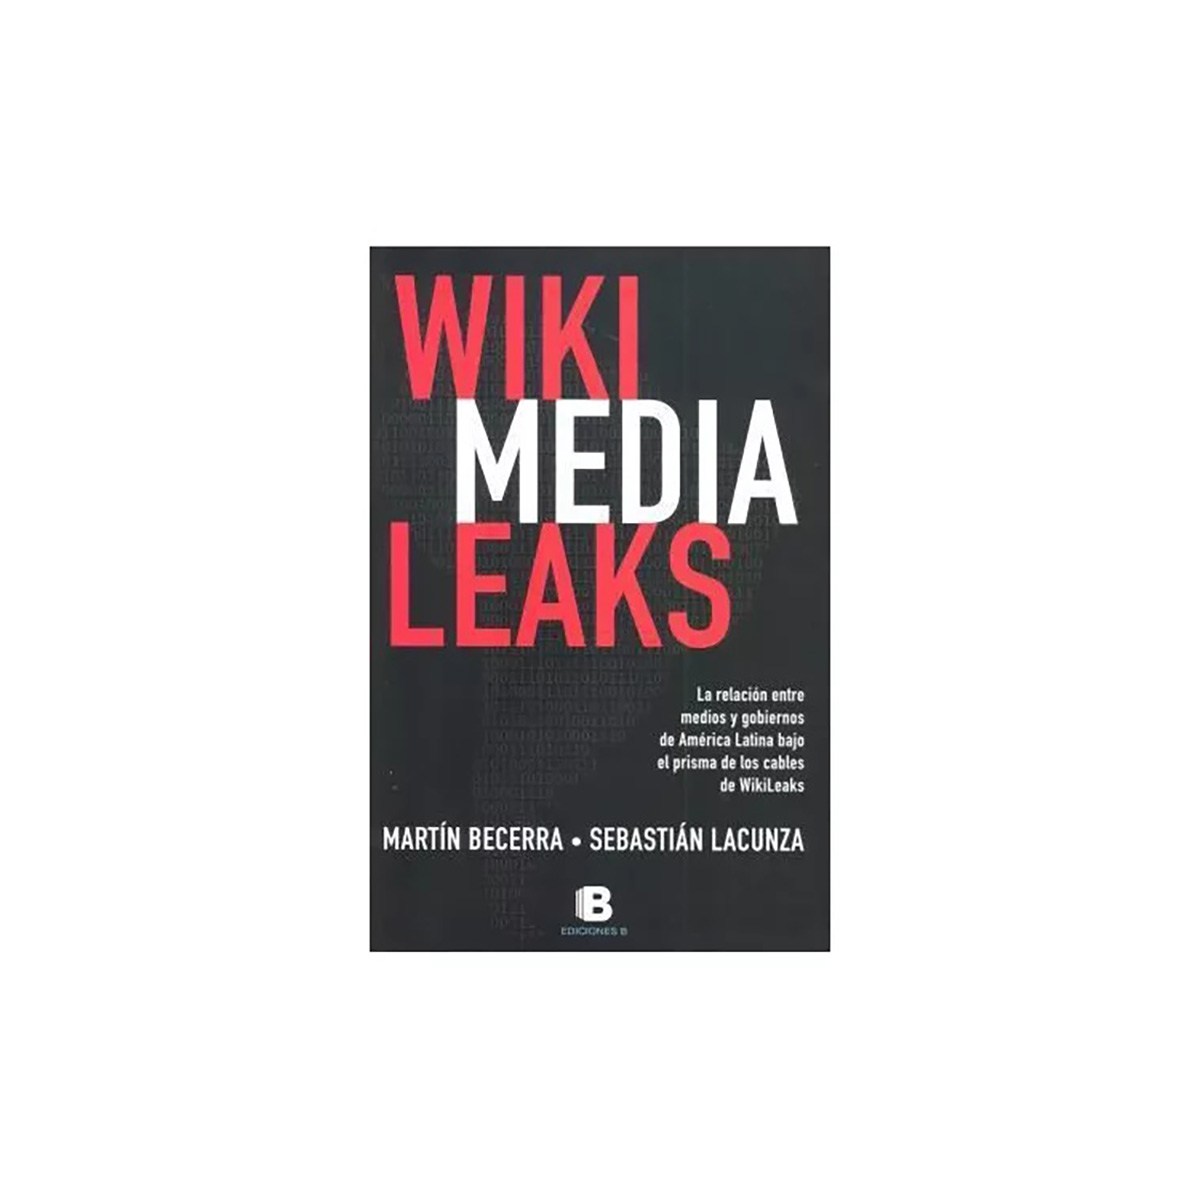 WIKI
MEDIA
LEAKS
La relación entre
medios y gobiernos
de América Latina bajo
el prisma de los cables
de WikiLeaks
MARTÍN BECERRA • SEBASTIÁN LACUNZA
B
EDICIONES B